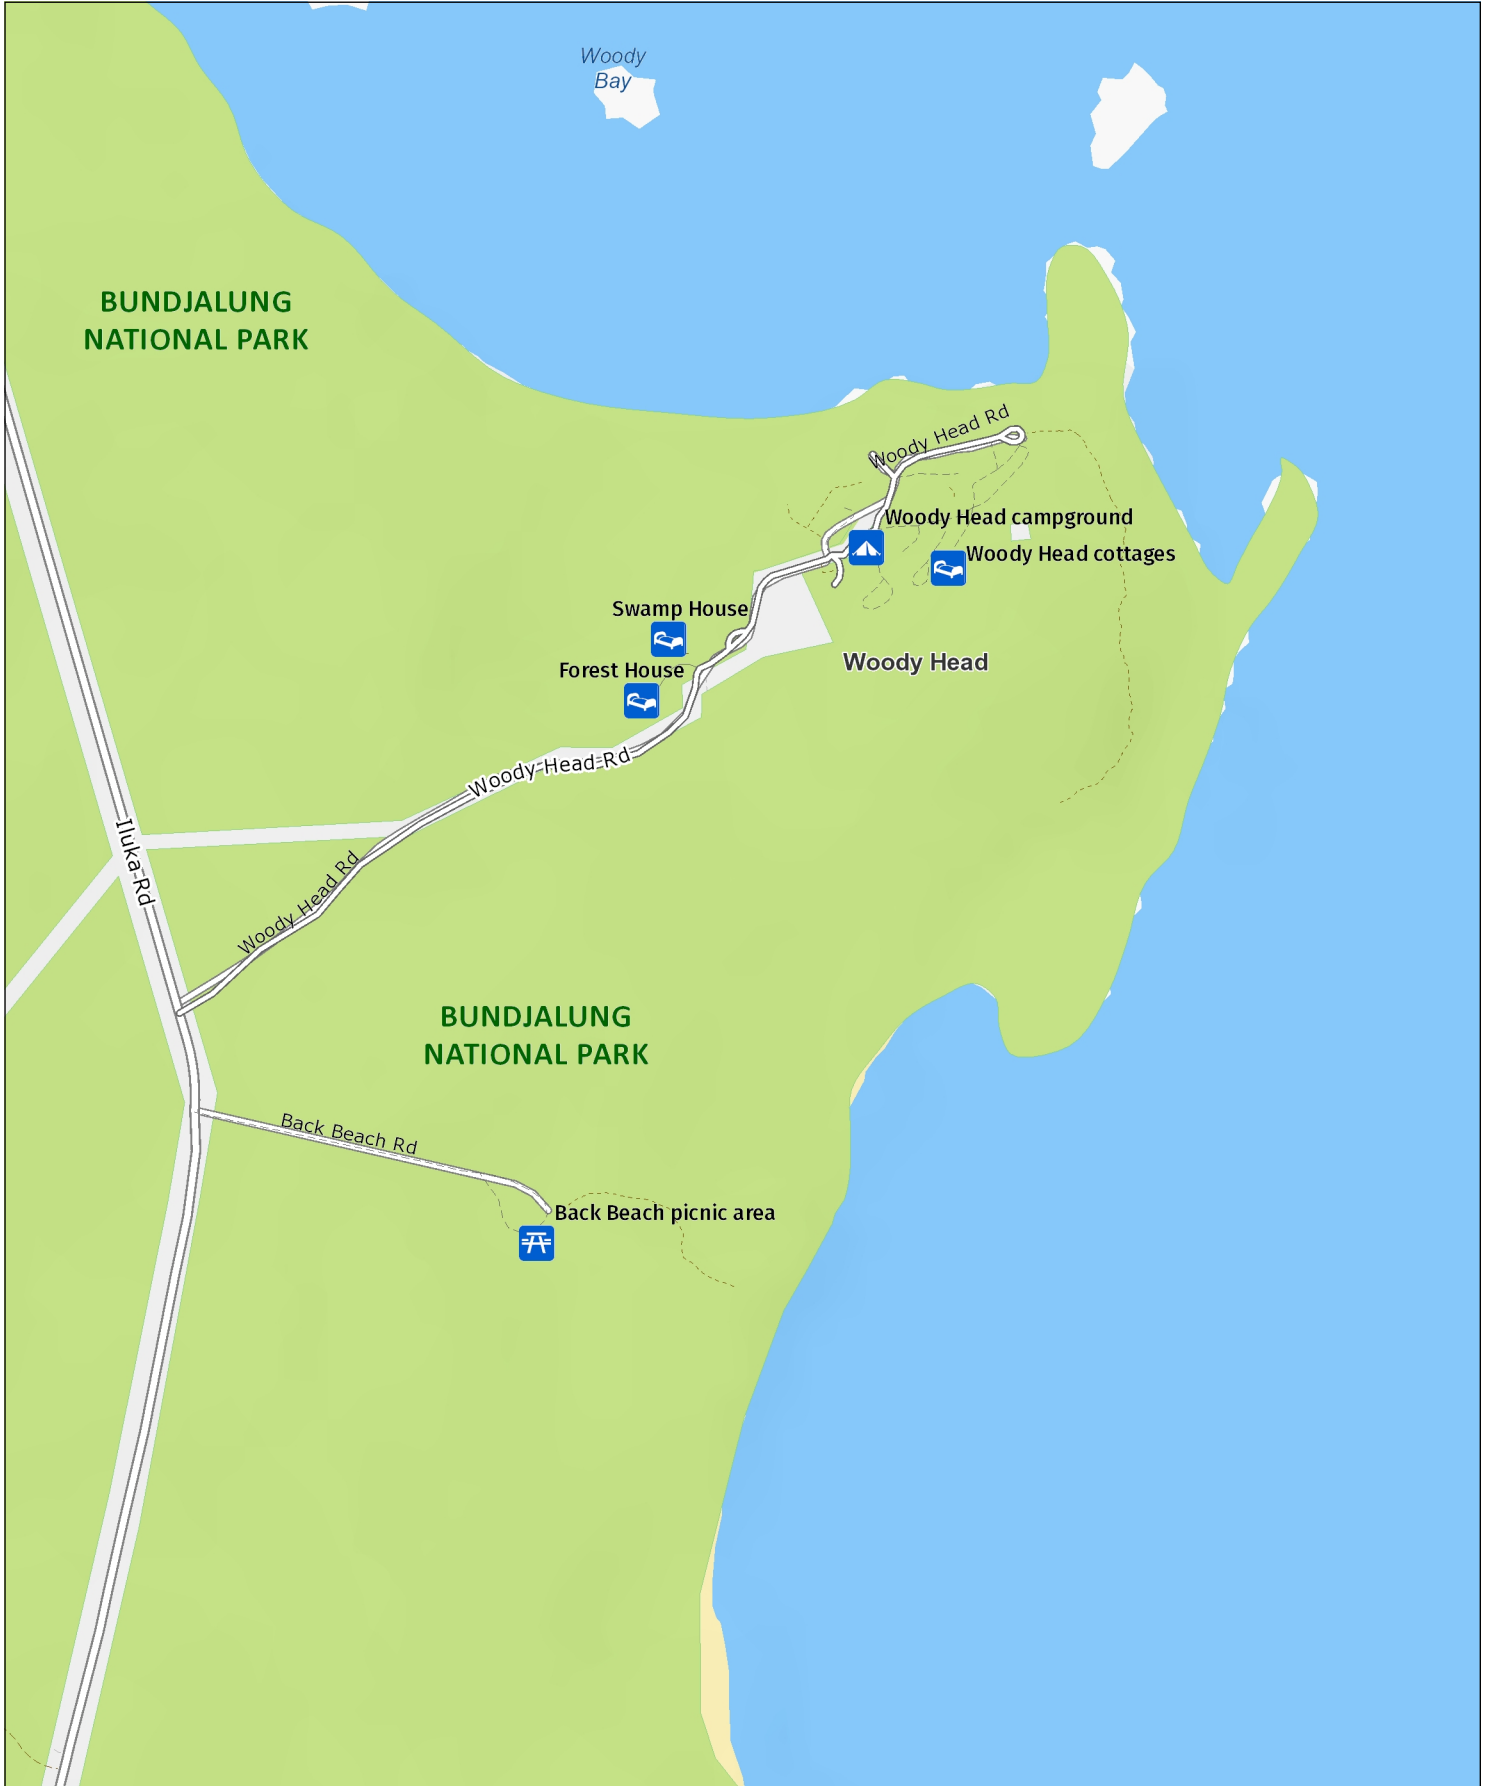 Woody
Bay
BUNDJALUNG
NATIONAL PARK
Woody Head Rd
Woody Head campground
Woody Head cottages
Swamp House
Woody Head
Forest House
Woody Head Rd
Iluka Rd
Woody Head Rd
BUNDJALUNG
NATIONAL PARK
Back Beach Rd
Back Beach picnic area